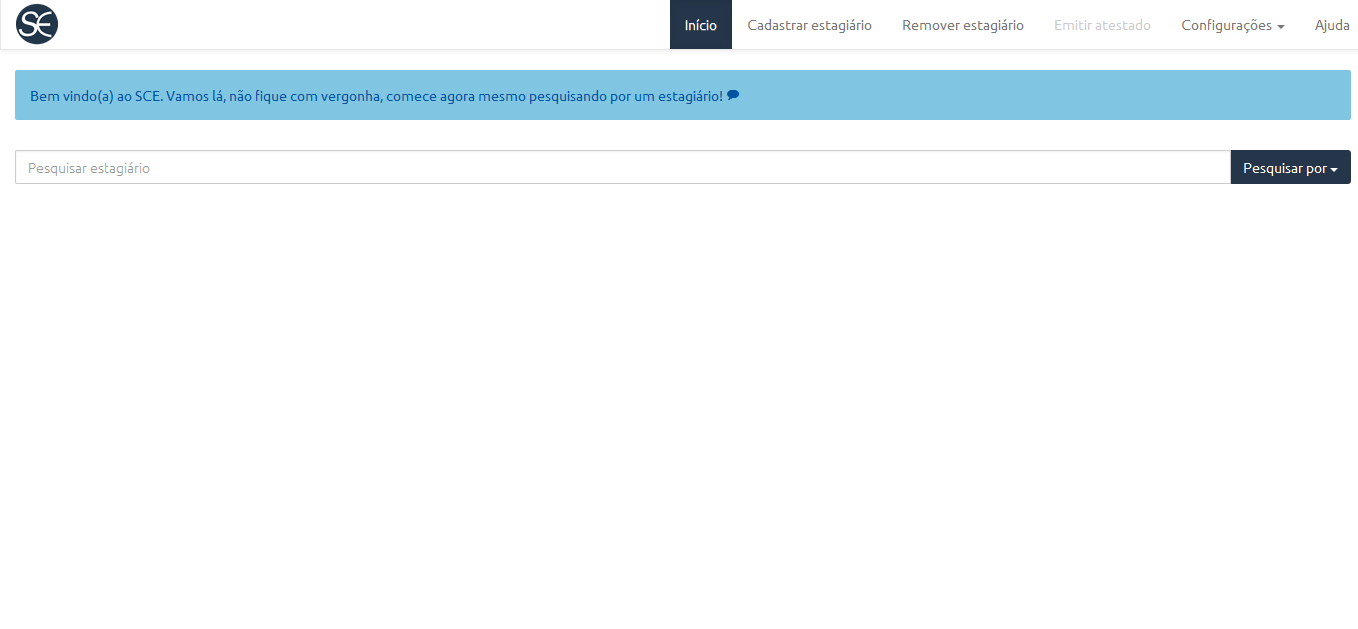 SCE Início Cadastrar estagiário Remover estagiário Emitir atestado Configurações Ajuda
Bem vindo(a) ao SCE. Vamos lá, não fique com vergonha, comece agora mesmo pesquisando por um estagiário!
Pesquisar estagiário Pesquisar por